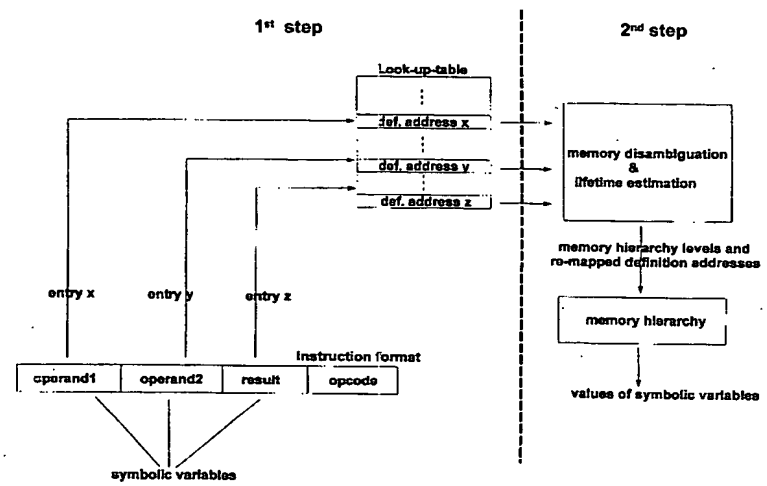 1st step
2nd step
Look-up-table
def. address x
def. address y
def. address z
memory disambiguation
&
lifetime estimation
memory hierarchy levels and
re-mapped definition addresses
entry x
entry y
entry z
memory hierarchy
Instruction format
operand1
operand2
result
opcode
values of symbolic variables
symbolic variables